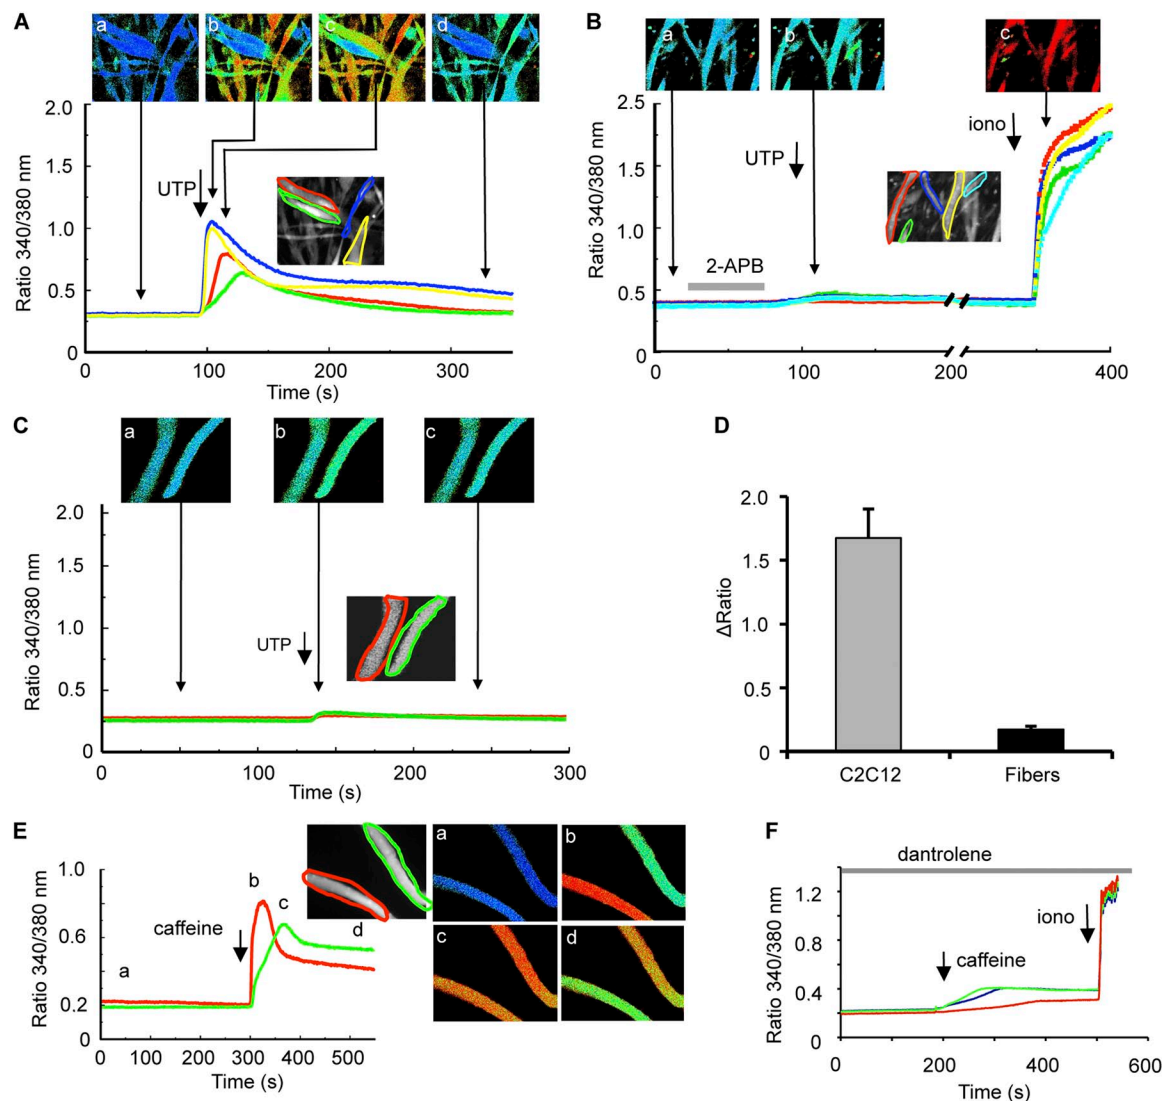 A
a
b
c
d
Ratio 340/380 nm
2.0
1.5
1.0
0.5
0
UTP
0
100
200
300
Time (s)
B
a
b
c
Ratio 340/380 nm
2.5
2.0
1.5
1.0
0.5
0
UTP
iono
2-APB
0
100
200
400
Time (s)
C
a
b
c
Ratio 340/380 nm
2.0
1.5
1.0
0.5
0
UTP
0
50
100
150
200
300
Time (s)
D
ΔRatio
2.0
1.5
1.0
0.5
0
C2C12
Fibers
E
Ratio 340/380 nm
1.0
0.6
0.2
0
caffeine
a
b
c
d
0
100
200
300
400
500
Time (s)
a
b
c
d
F
dantrolene
Ratio 340/380 nm
1.2
0.8
0.4
0
caffeine
iono
0
200
400
600
Time (s)